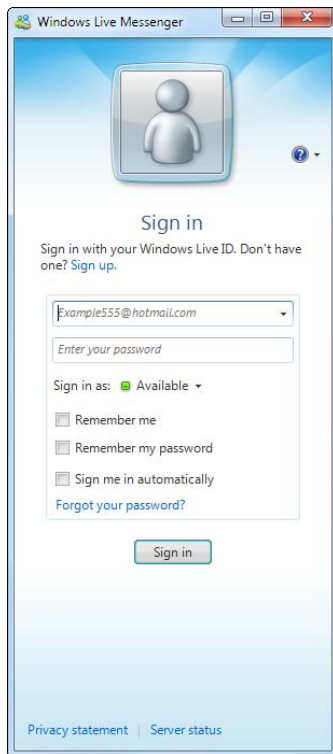 Windows Live Messenger
Sign in
Sign in with your Windows Live ID. Don't have
one? Sign up.
Example555@hotmail.com
Enter your password
Sign in as: Available
Remember me
Remember my password
Sign me in automatically
Forgot your password?
Sign in
Privacy statement | Server status